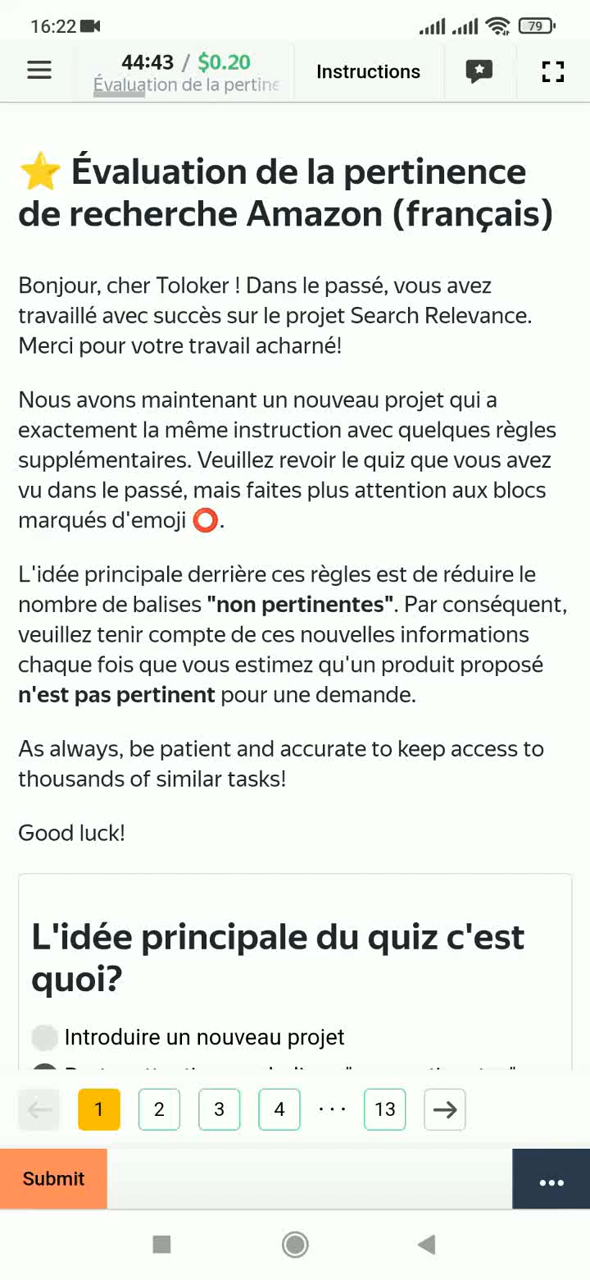 16:22
79
44:43 / $0.20
Évaluation de la pertine
Instructions
Évaluation de la pertinence
de recherche Amazon (français)
Bonjour, cher Toloker ! Dans le passé, vous avez
travaillé avec succès sur le projet Search Relevance.
Merci pour votre travail acharné!
Nous avons maintenant un nouveau projet qui a
exactement la même instruction avec quelques règles
supplémentaires. Veuillez revoir le quiz que vous avez
vu dans le passé, mais faites plus attention aux blocs
marqués d'emoji ⭕.
L'idée principale derrière ces règles est de réduire le
nombre de balises "non pertinentes". Par conséquent,
veuillez tenir compte de ces nouvelles informations
chaque fois que vous estimez qu'un produit proposé
n'est pas pertinent pour une demande.
As always, be patient and accurate to keep access to
thousands of similar tasks!
Good luck!
L'idée principale du quiz c'est
quoi?
Introduire un nouveau projet
1 2 3 4 ··· 13
Submit